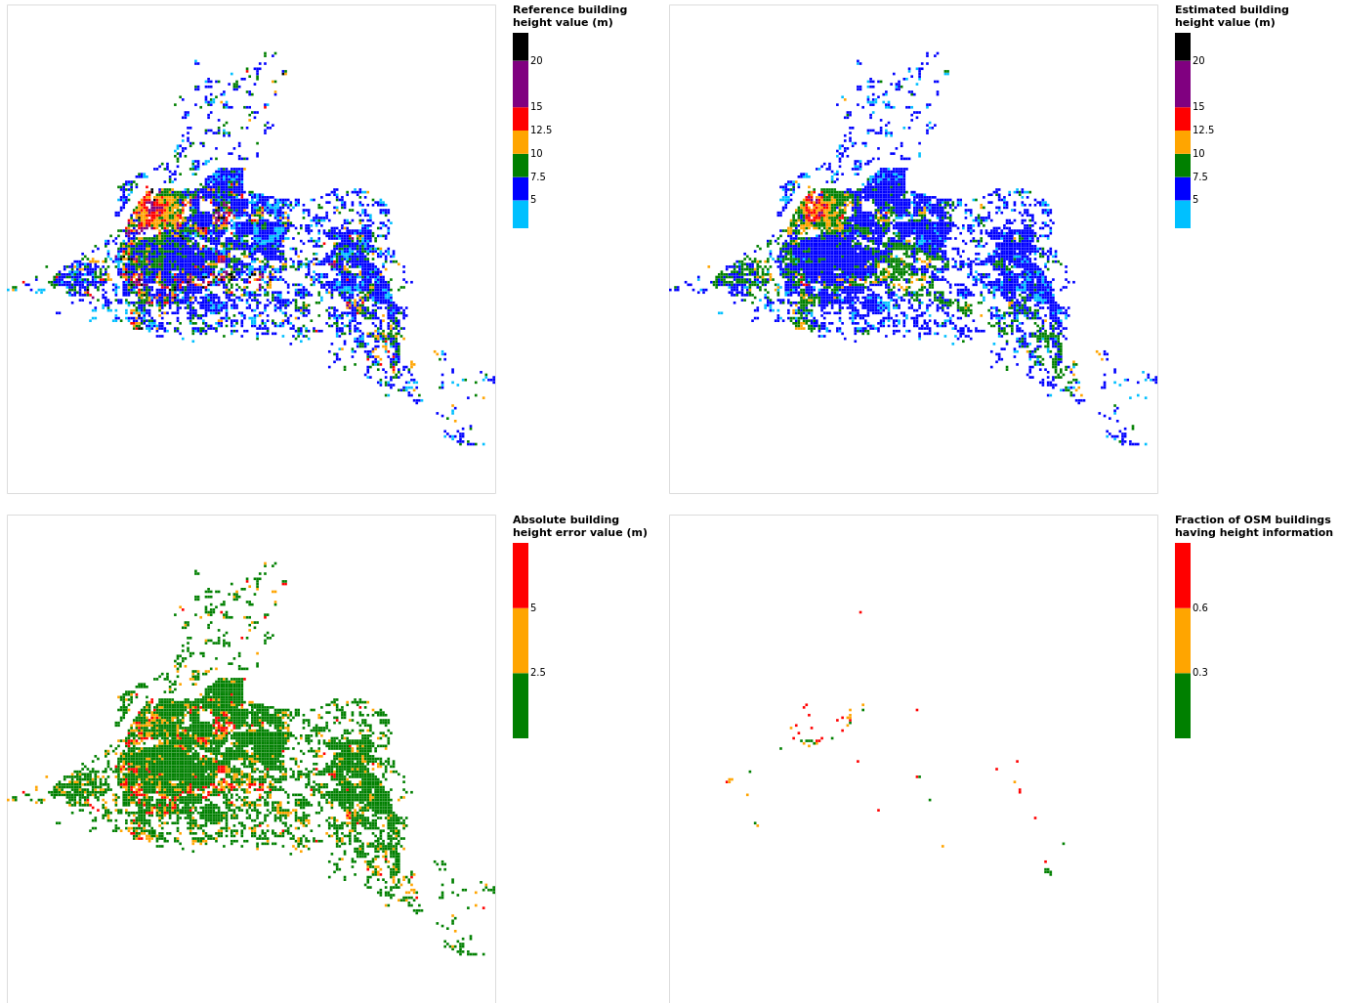 Reference building
height value (m)
20
15
12.5
10
7.5
5
Estimated building
height value (m)
20
15
12.5
10
7.5
5
Absolute building
height error value (m)
5
2.5
Fraction of OSM buildings
having height information
0.6
0.3